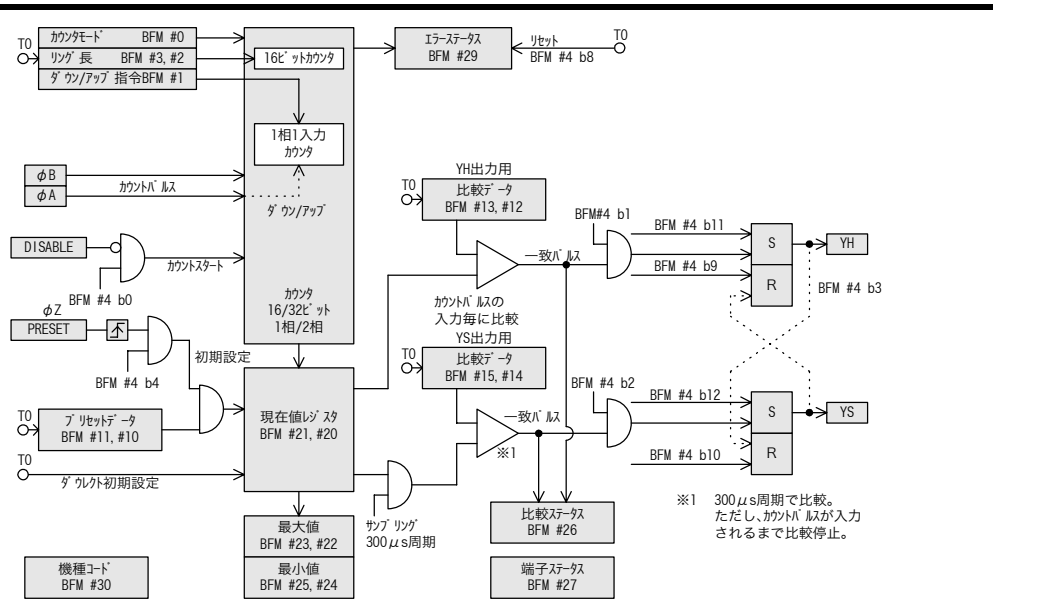 T0
カウンタモード BFM #0
リング長 BFM #3, #2
ダウン/アップ指令BFM #1
16ビットカウンタ
エラーステータス
BFM #29
リセット
BFM #4 b8
T0
1相1入力
カウンタ
φB
φA
カウントパルス
ダウン/アップ
DISABLE
BFM #4 b0
カウントスタート
カウンタ
16/32ビット
1相/2相
φZ
PRESET
BFM #4 b4
初期設定
T0
プリセットデータ
BFM #11, #10
T0
ダウレクト初期設定
現在値レジスタ
BFM #21, #20
最大値
BFM #23, #22
最小値
BFM #25, #24
機種コード
BFM #30
サンプリング
300μs周期
YH出力用
T0
比較データ
BFM #13, #12
一致パルス
カウントパルスの
入力毎に比較
YS出力用
T0
比較データ
BFM #15, #14
一致パルス
※1
BFM#4 b1
BFM #4 b11
BFM #4 b9
S
R
YH
BFM #4 b3
BFM #4 b2
BFM #4 b12
BFM #4 b10
S
R
YS
比較ステータス
BFM #26
端子ステータス
BFM #27
※1 300μs周期で比較。
ただし、カウントパルスが入力
されるまで比較停止。